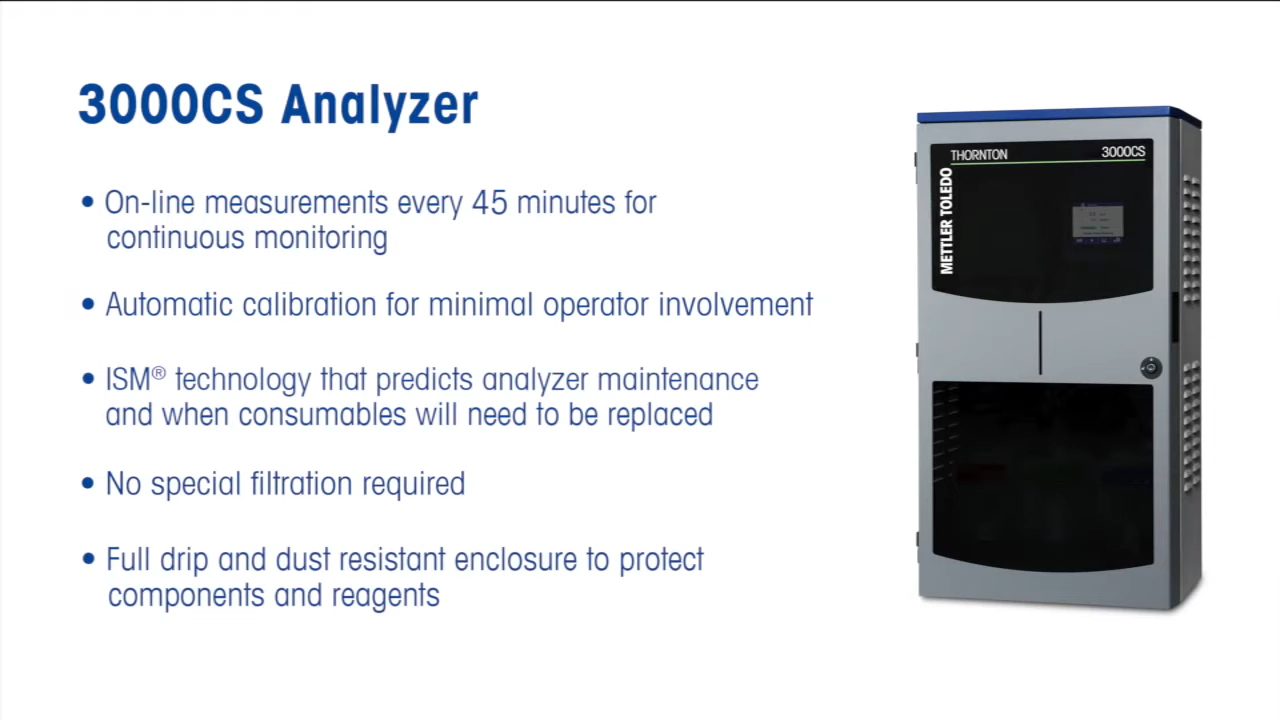 3000CS Analyzer
• On-line measurements every 45 minutes for
continuous monitoring
• Automatic calibration for minimal operator involvement
• ISM® technology that predicts analyzer maintenance
and when consumables will need to be replaced
• No special filtration required
• Full drip and dust resistant enclosure to protect
components and reagents
THORNTON
3000CS
METTLER TOLEDO